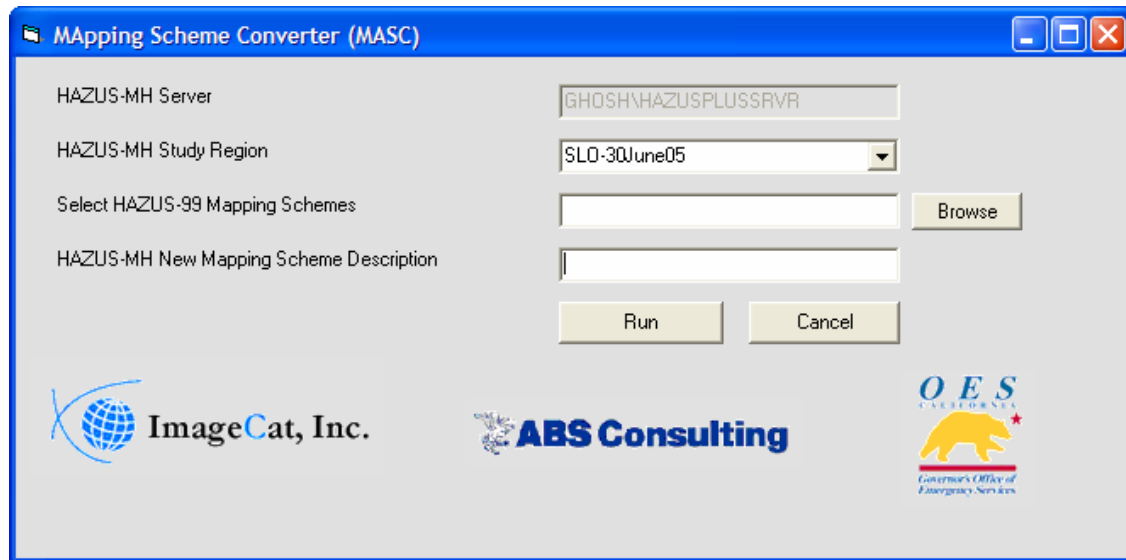 MApping Scheme Converter (MASC)
HAZUS-MH Server
GHOSH\HAZUSPLUSSRVR
HAZUS-MH Study Region
SLO-30June05
Select HAZUS-99 Mapping Schemes
Browse
HAZUS-MH New Mapping Scheme Description
Run Cancel
ImageCat, Inc.
ABS Consulting
O E S
CALIFORNIA
Governor's Office of
Emergency Services